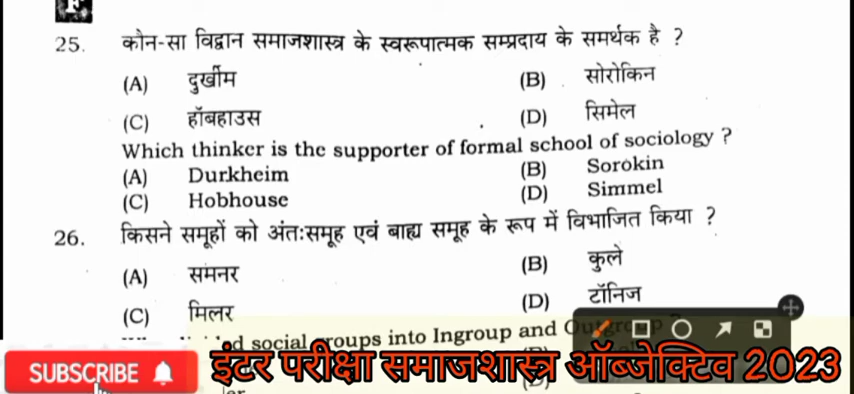 25. कौन-सा विद्वान समाजशास्त्र के स्वरूपात्मक सम्प्रदाय के समर्थक है ?
(A) दुर्खीम (B) सोरोकिन
(C) हॉबहाउस (D) सिमेल
Which thinker is the supporter of formal school of sociology ?
(A) Durkheim (B) Sorokin
(C) Hobhouse (D) Simmel
26. किसने समूहों को अंतःसमूह एवं बाह्य समूह के रूप में विभाजित किया ?
(A) समनर (B) कुले
(C) मिलर (D) टॉनिज
social groups into Ingroup and Outgroup ?
SUBSCRIBE
इंटर परीक्षा समाजशास्त्र ऑब्जेक्टिव 2023